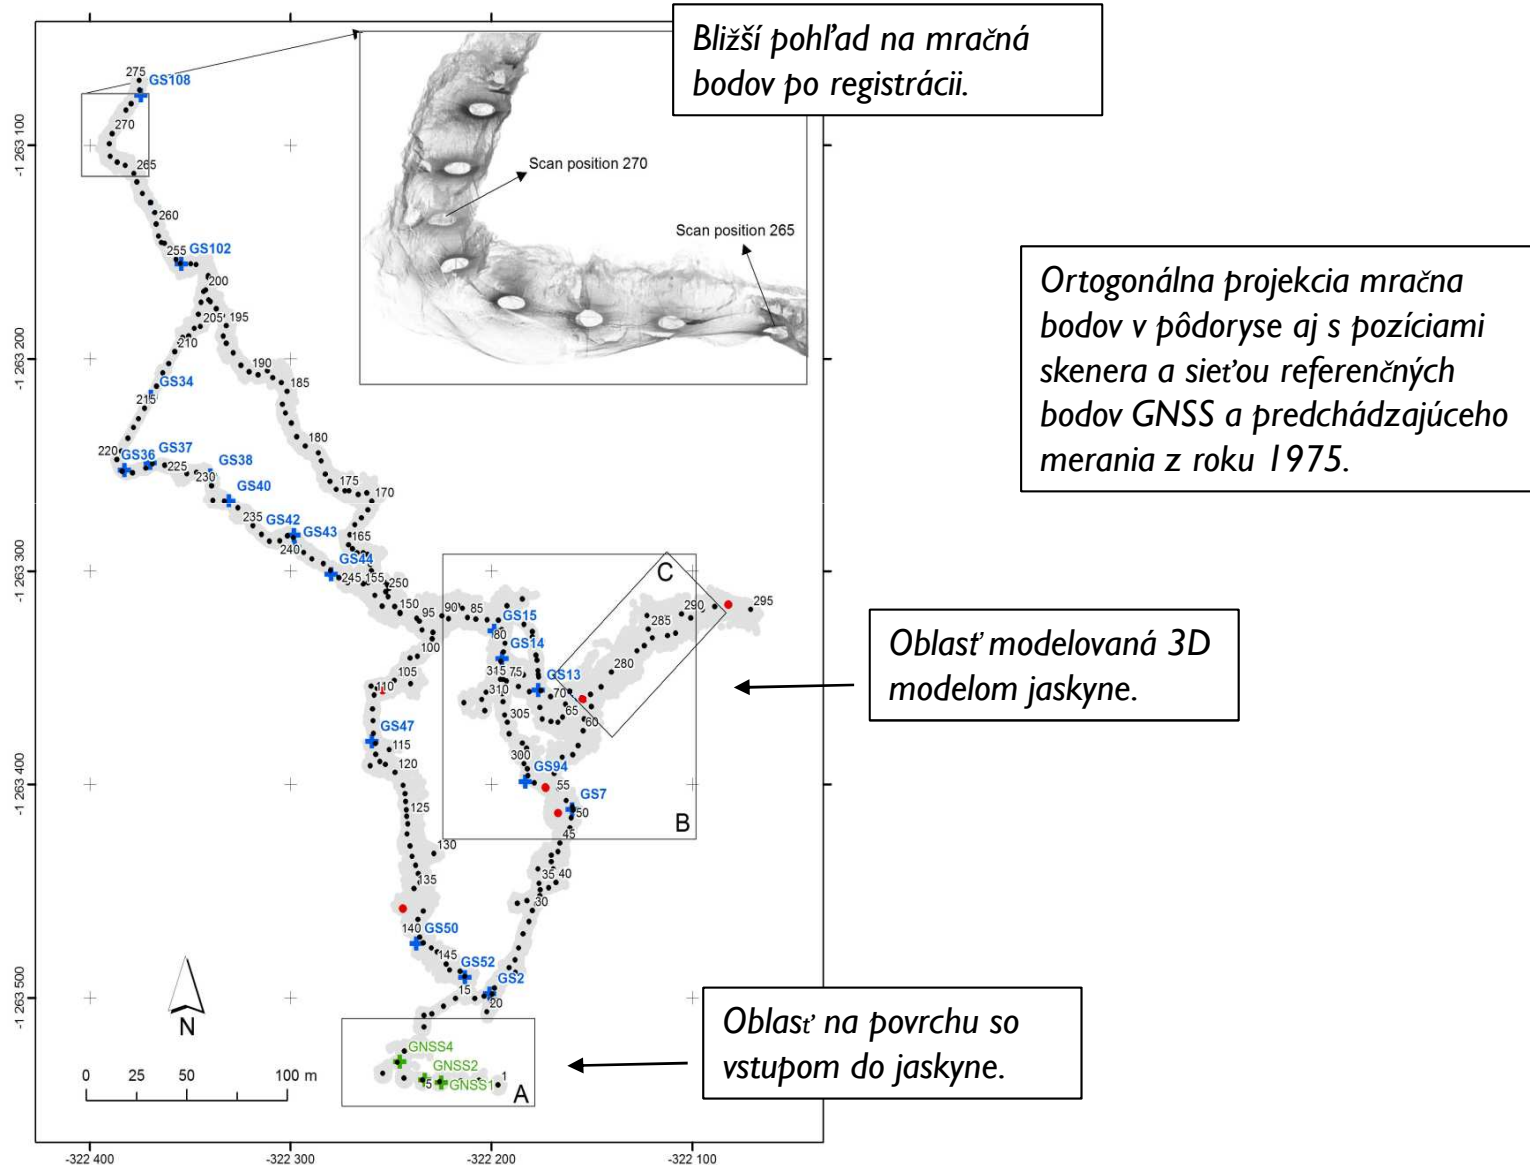 Bližší pohľad na mračná
bodov po registrácii.
Scan position 270
Scan position 265
Ortogonálna projekcia mračna
bodov v pôdoryse aj s pozíciami
skenera a sieťou referenčných
bodov GNSS a predchádzajúceho
merania z roku 1975.
Oblasť modelovaná 3D
modelom jaskyne.
Oblasť na povrchu so
vstupom do jaskyne.
275
GS108
270
265
260
255
GS102
200
205
195
210
190
185
GS34
215
180
220
GS36
GS37
225
GS38
230
175
170
GS40
235
GS42
GS43
240
165
GS44
245
155
250
150
95
90
85
GS15
80
100
GS14
315
75
GS13
310
70
305
65
60
C
290
295
285
280
105
110
GS47
115
120
300
GS94
55
GS7
50
B
45
125
130
135
35
40
30
140
GS50
145
GS52
GS2
15
20
GNSS4
GNSS2
5
GNSS1
1
A
N
0
25
50
100 m
-1 263 100
-1 263 200
-1 263 300
-1 263 400
-1 263 500
-322 400
-322 300
-322 200
-322 100